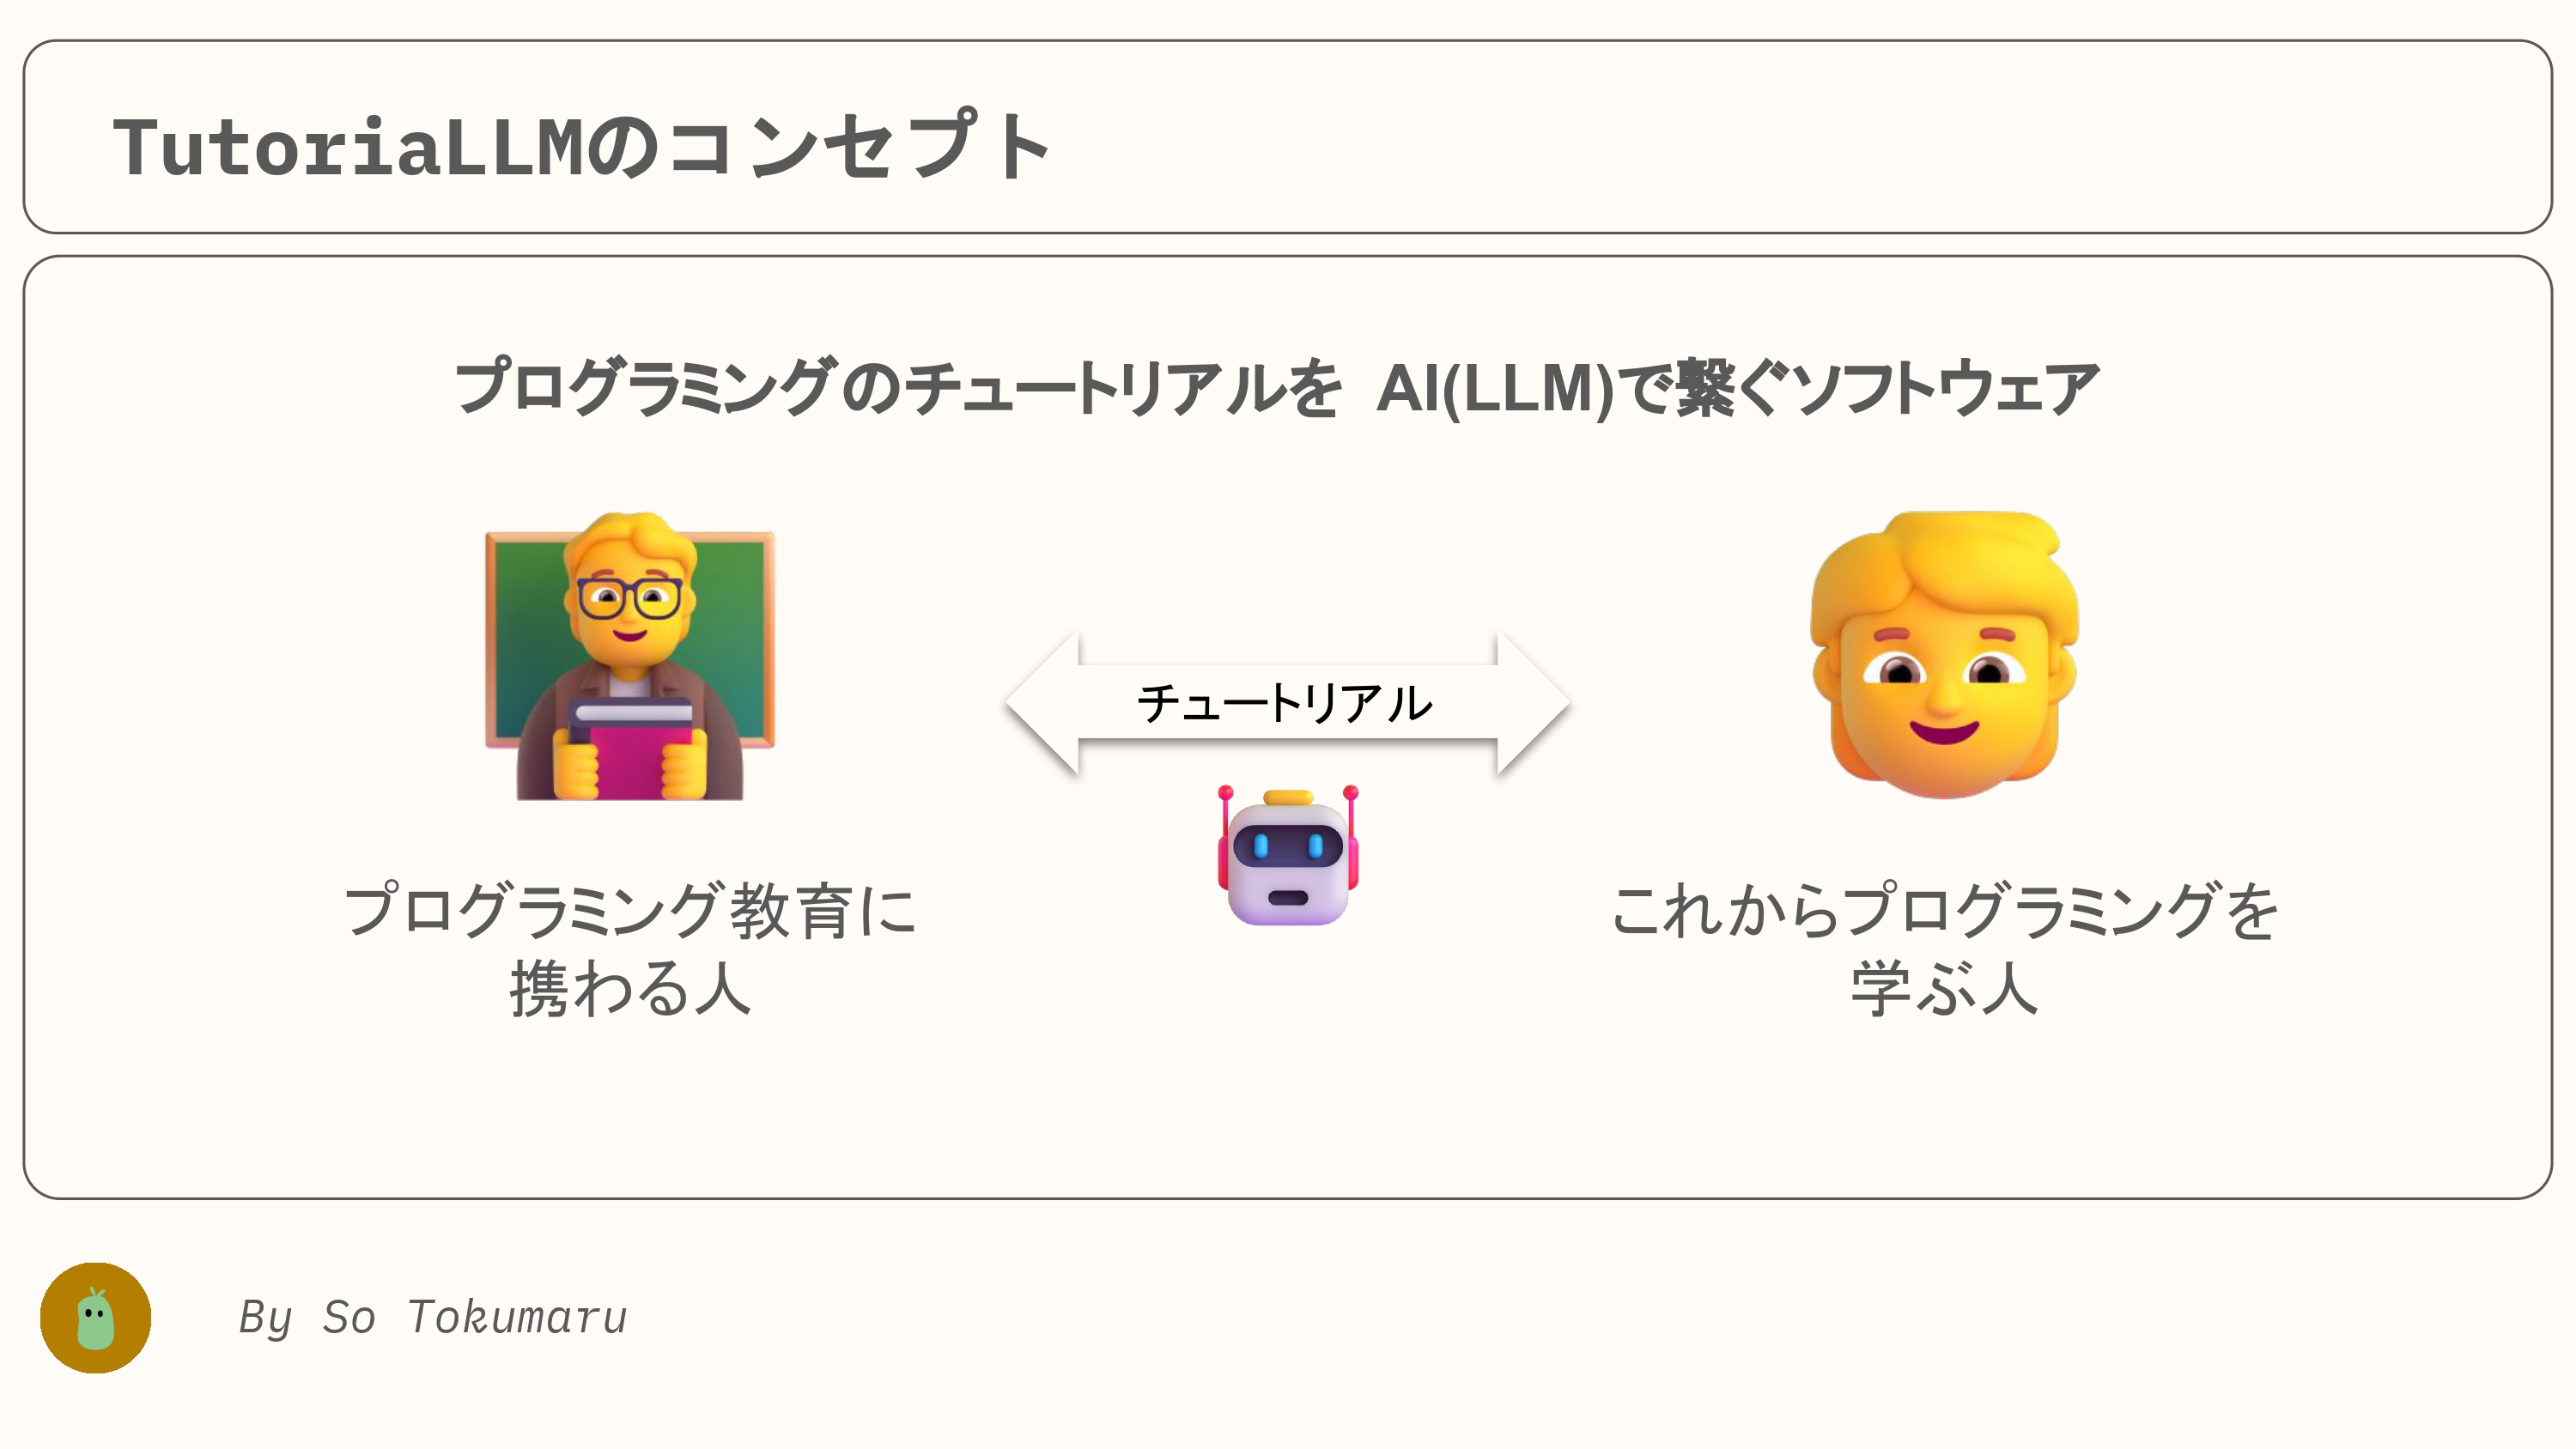 TutoriaLLMのコンセプト
プログラミングのチュートリアルを AI(LLM)で繋ぐソフトウェア
チュートリアル
プログラミング教育に
携わる人
これからプログラミングを
学ぶ人
By So Tokumaru